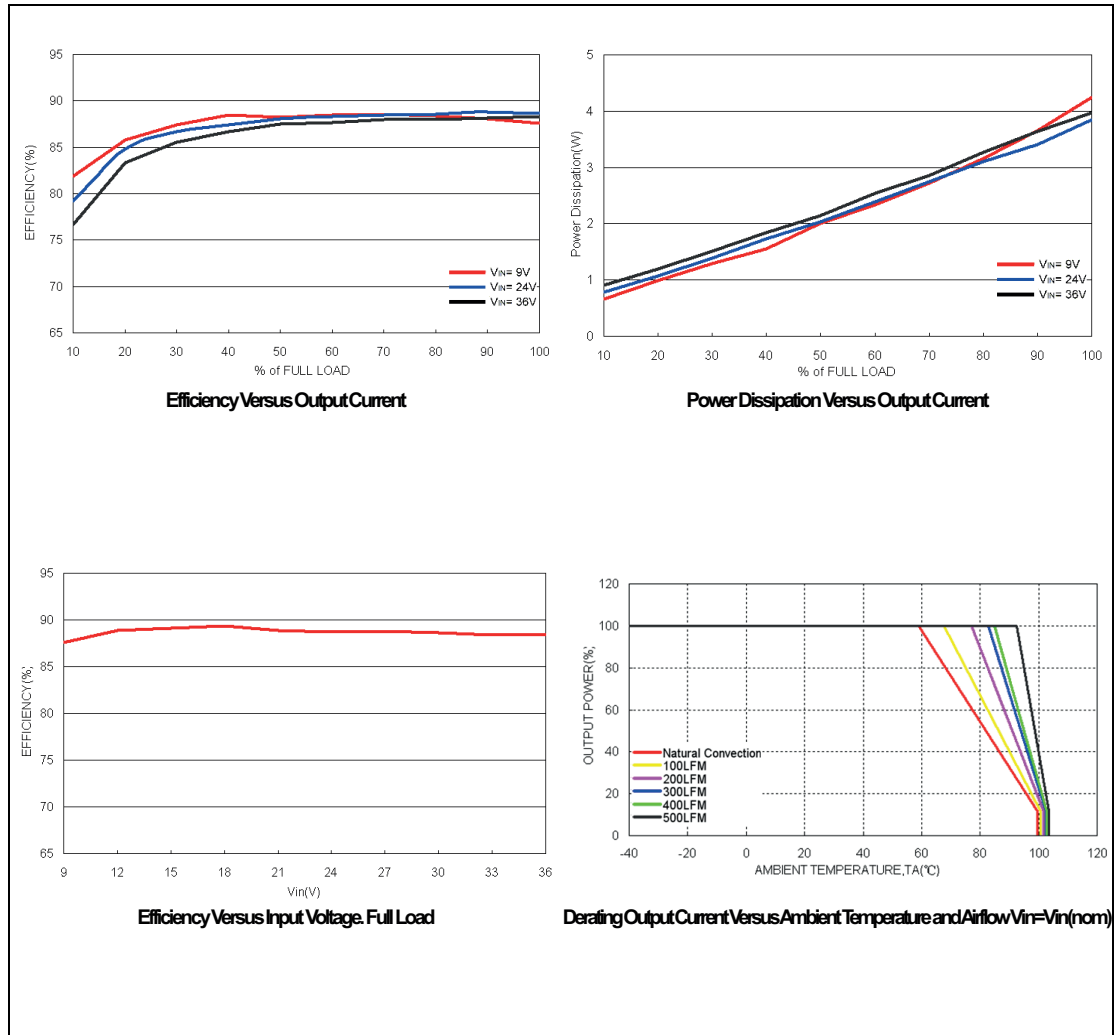 95
90
85
80
75
70
65
EFFICIENCY(%)
VIN= 9V
VIN= 24V
VIN= 36V
10 20 30 40 50 60 70 80 90 100
% of FULL LOAD
Efficiency Versus Output Current
5
4
3
2
1
0
Power Dissipation(W)
VIN= 9V
VIN= 24V
VIN= 36V
10 20 30 40 50 60 70 80 90 100
% of FULL LOAD
Power Dissipation Versus Output Current
95
90
85
80
75
70
65
EFFICIENCY(%;
9 12 15 18 21 24 27 30 33 36
Vin(V)
Efficiency Versus Input Voltage. Full Load
120
100
80
60
40
20
0
OUTPUT POWER(%;
Natural Convection
100LFM
200LFM
300LFM
400LFM
500LFM
-40 -20 0 20 40 60 80 100 120
AMBIENT TEMPERATURE,TA(℃)
Derating Output Current Versus Ambient Temperature and Airflow Vin=Vin(nom)